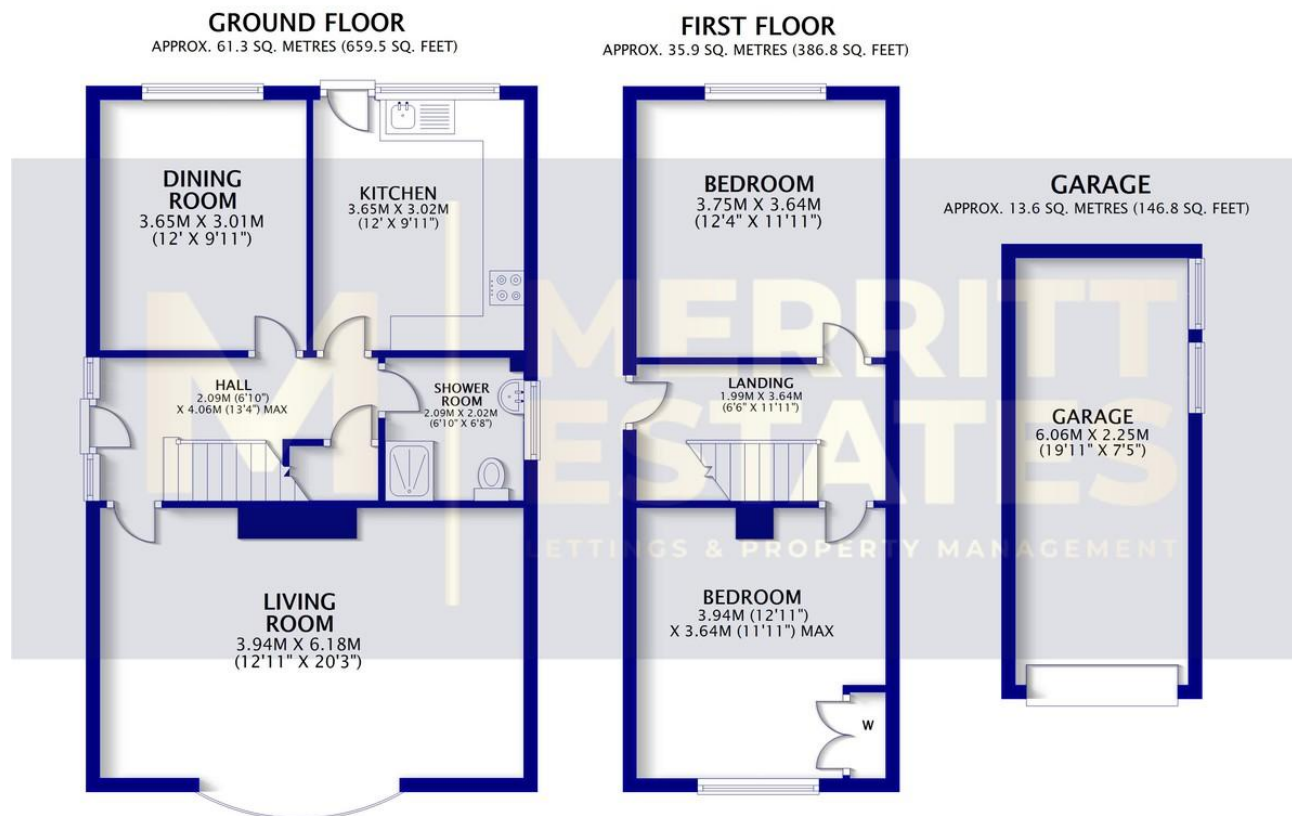 GROUND FLOOR
APPROX. 61.3 SQ. METRES (659.5 SQ. FEET)
DINING
ROOM
3.65M X 3.01M
(12' X 9'11")
KITCHEN
3.65M X 3.02M
(12' X 9'11")
HALL
2.09M (6'10")
X 4.06M (13'4") MAX
SHOWER
ROOM
2.09M X 2.02M
(6'10" X 6'8")
LIVING
ROOM
3.94M X 6.18M
(12'11" X 20'3")
FIRST FLOOR
APPROX. 35.9 SQ. METRES (386.8 SQ. FEET)
BEDROOM
3.75M X 3.64M
(12'4" X 11'11")
LANDING
1.99M X 3.64M
(6'6" X 11'11")
BEDROOM
3.94M (12'11")
X 3.64M (11'11") MAX
W
GARAGE
APPROX. 13.6 SQ. METRES (146.8 SQ. FEET)
GARAGE
6.06M X 2.25M
(19'11" X 7'5")
M
MERRITT
ESTATES
LETTINGS & PROPERTY MANAGEMENT